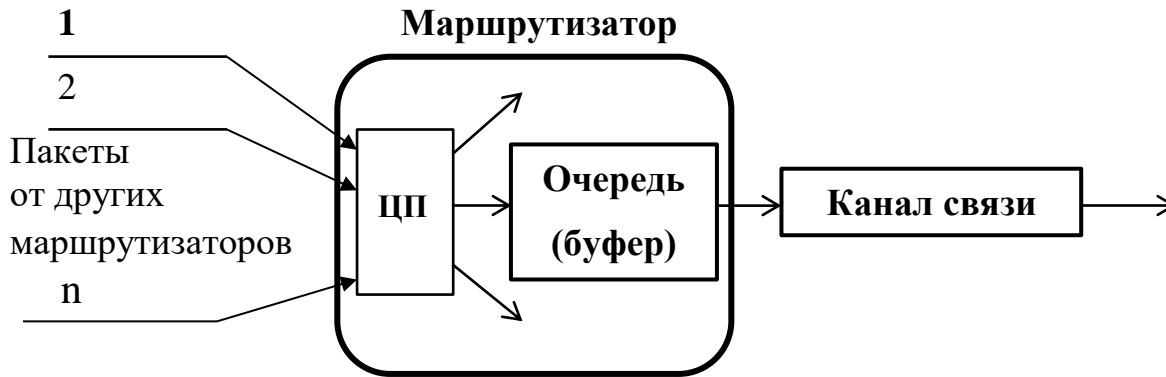 1
Маршрутизатор
2
Пакеты
от других
маршрутизаторов
n
ЦП
Очередь
(буфер)
Канал связи